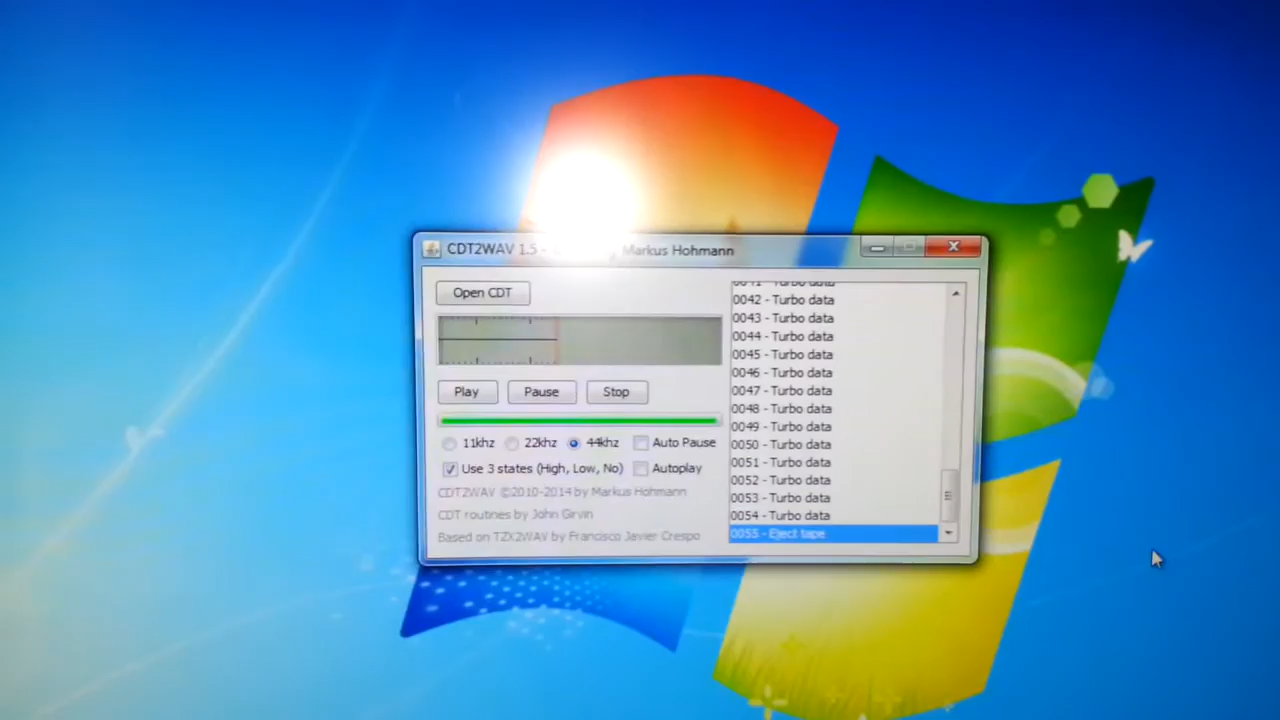 CDT2WAV 1.5 - Markus Hohmann
Open CDT
Play
Pause
Stop
11khz
22khz
44khz
Auto Pause
Use 3 states (High, Low, No)
Autoplay
CDT2WAV ©2010-2014 by Markus Hohmann
CDT routines by John Girvin
Based on TZX2WAV by Francisco Javier Crespo
0041 - Turbo data
0042 - Turbo data
0043 - Turbo data
0044 - Turbo data
0045 - Turbo data
0046 - Turbo data
0047 - Turbo data
0048 - Turbo data
0049 - Turbo data
0050 - Turbo data
0051 - Turbo data
0052 - Turbo data
0053 - Turbo data
0054 - Turbo data
0055 - Eject tape